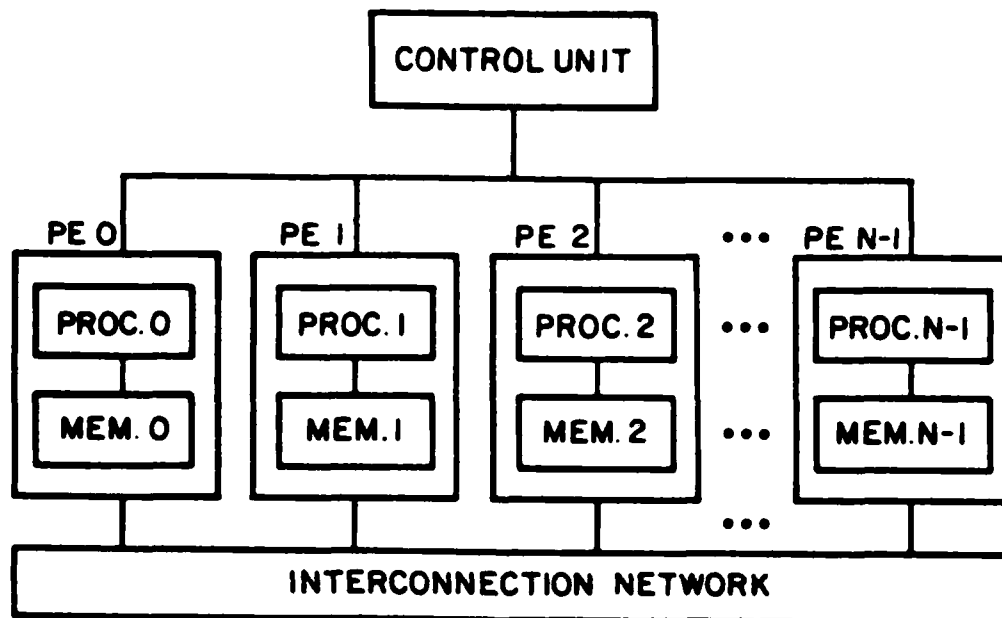 CONTROL UNIT
PE 0 PE 1 PE 2 ••• PE N-1
PROC. 0 PROC. 1 PROC. 2 ••• PROC. N-1
MEM. 0 MEM. 1 MEM. 2 ••• MEM. N-1
•••
INTERCONNECTION NETWORK